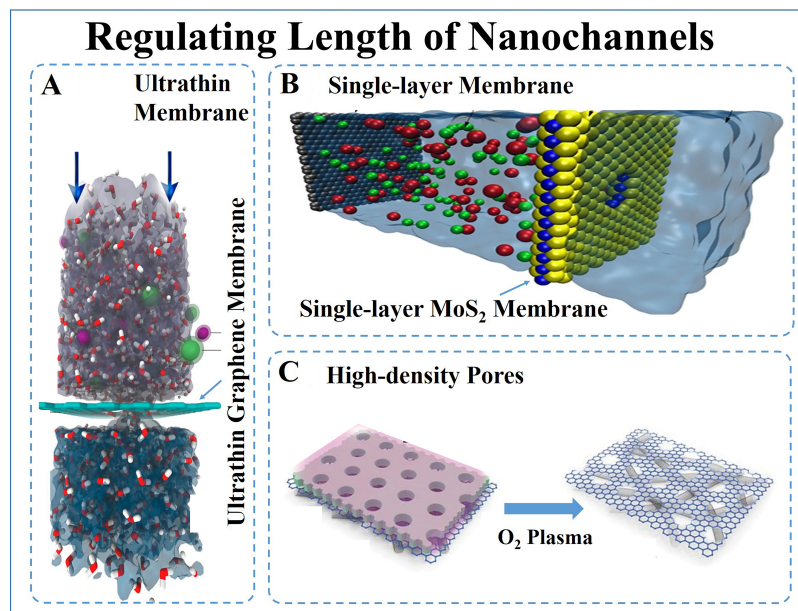 Regulating Length of Nanochannels
A
Ultrathin
Membrane
Ultrathin Graphene Membrane
B
Single-layer Membrane
Single-layer MoS₂ Membrane
C
High-density Pores
O₂ Plasma